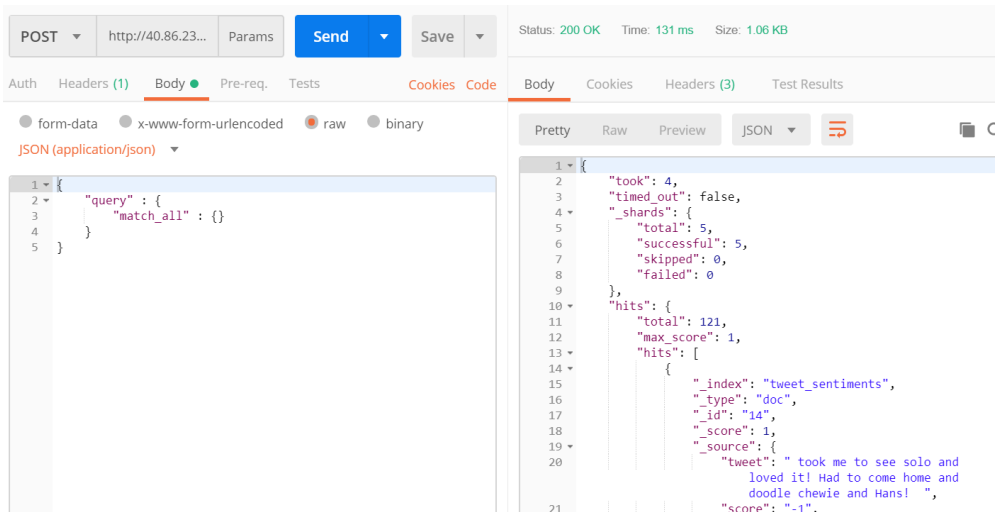 POST http://40.86.23... Params Send Save
Auth Headers (1) Body Pre-req. Tests Cookies Code
form-data x-www-form-urlencoded raw binary
JSON (application/json)
1 {
2 "query" : {
3 "match_all" : {}
4 }
5 }
Status: 200 OK Time: 131 ms Size: 1.06 KB
Body Cookies Headers (3) Test Results
Pretty Raw Preview JSON
1 {
2 "took": 4,
3 "timed_out": false,
4 "_shards": {
5 "total": 5,
6 "successful": 5,
7 "skipped": 0,
8 "failed": 0
9 },
10 "hits": {
11 "total": 121,
12 "max_score": 1,
13 "hits": [
14 {
15 "_index": "tweet_sentiments",
16 "_type": "doc",
17 "_id": "14",
18 "_score": 1,
19 "_source": {
20 "tweet": " took me to see solo and
loved it! Had to come home and
doodle chewie and Hans!  ",
21 "score": "-1",